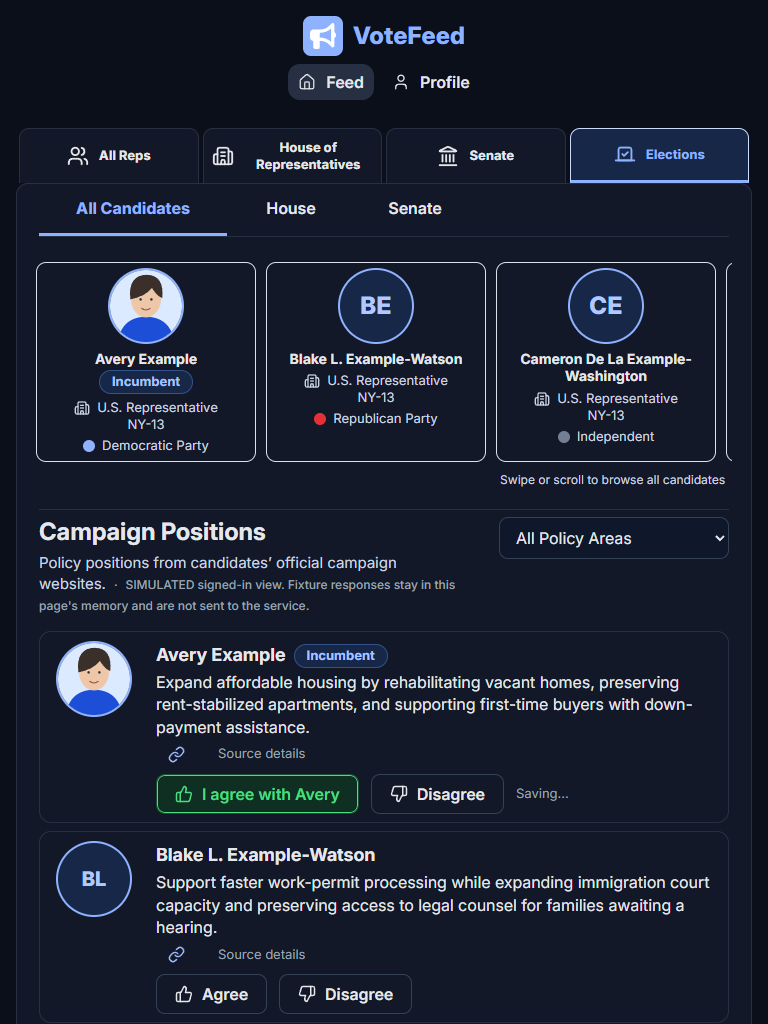 VoteFeed
Feed
Profile
All Reps
House of
Representatives
Senate
Elections
All Candidates
House
Senate
Avery Example
Incumbent
U.S. Representative
NY-13
Democratic Party
BE
Blake L. Example-Watson
U.S. Representative
NY-13
Republican Party
CE
Cameron De La Example-
Washington
U.S. Representative
NY-13
Independent
Swipe or scroll to browse all candidates
Campaign Positions
All Policy Areas
Policy positions from candidates’ official campaign
websites. · SIMULATED signed-in view. Fixture responses stay in this
page's memory and are not sent to the service.
Avery Example
Incumbent
Expand affordable housing by rehabilitating vacant homes, preserving
rent-stabilized apartments, and supporting first-time buyers with down-
payment assistance.
Source details
I agree with Avery
Disagree
Saving...
BL
Blake L. Example-Watson
Support faster work-permit processing while expanding immigration court
capacity and preserving access to legal counsel for families awaiting a
hearing.
Source details
Agree
Disagree